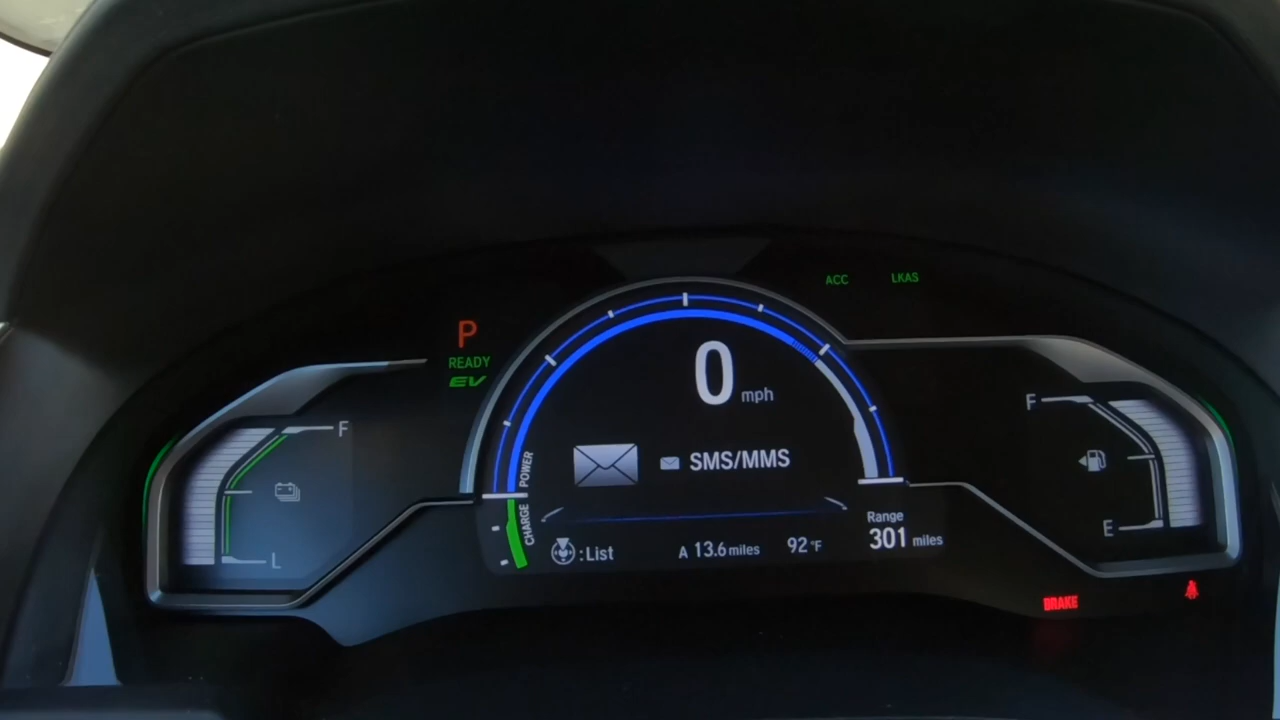 ACC LKAS
P
READY
EV
0 mph
F
F
POWER
SMS/MMS
CHARGE
Range
301 miles
E
:List
A 13.6 miles
92°F
L
BRAKE